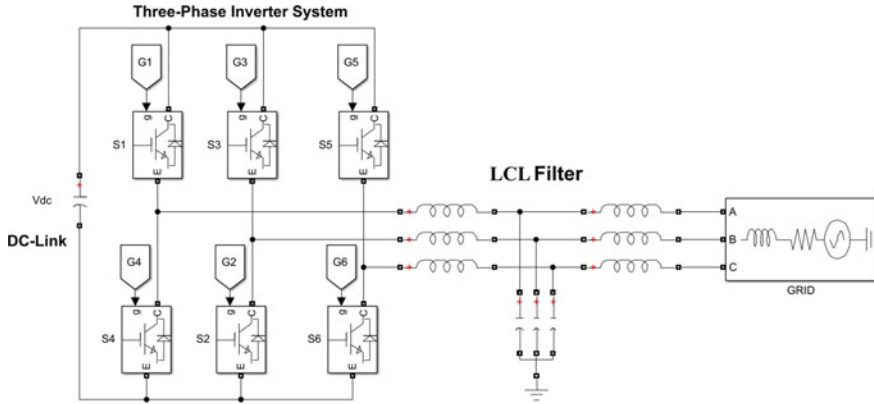 Three-Phase Inverter System
G1
G3
G5
g
C
g
C
g
C
S1
S3
S5
E
E
E
LCL Filter
Vdc
DC-Link
A
B
C
GRID
G4
G2
G6
g
C
g
C
g
C
S4
S2
S6
E
E
E